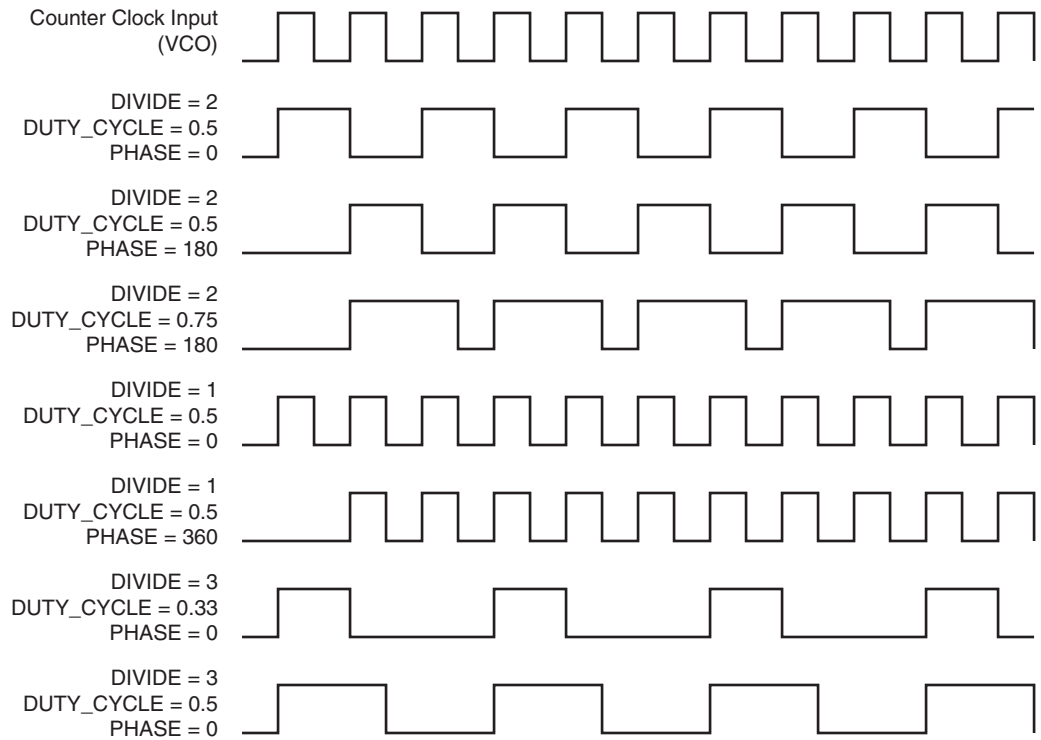 Counter Clock Input
(VCO)
DIVIDE = 2
DUTY_CYCLE = 0.5
PHASE = 0
DIVIDE = 2
DUTY_CYCLE = 0.5
PHASE = 180
DIVIDE = 2
DUTY_CYCLE = 0.75
PHASE = 180
DIVIDE = 1
DUTY_CYCLE = 0.5
PHASE = 0
DIVIDE = 1
DUTY_CYCLE = 0.5
PHASE = 360
DIVIDE = 3
DUTY_CYCLE = 0.33
PHASE = 0
DIVIDE = 3
DUTY_CYCLE = 0.5
PHASE = 0